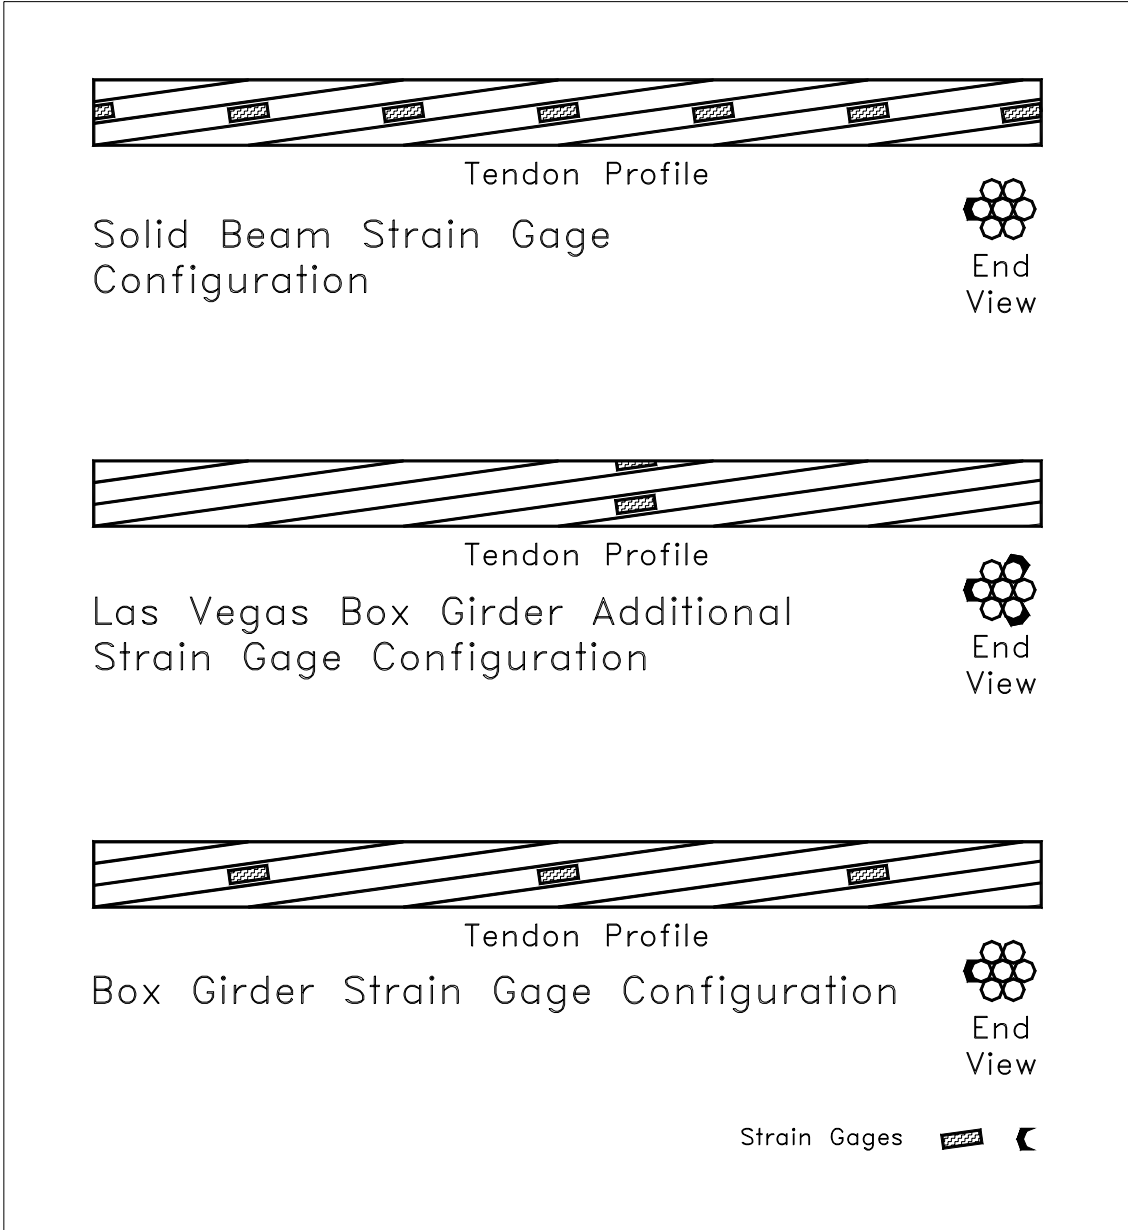 Tendon Profile
Solid Beam Strain Gage
Configuration
End
View
Tendon Profile
Las Vegas Box Girder Additional
Strain Gage Configuration
End
View
Tendon Profile
Box Girder Strain Gage Configuration
End
View
Strain Gages